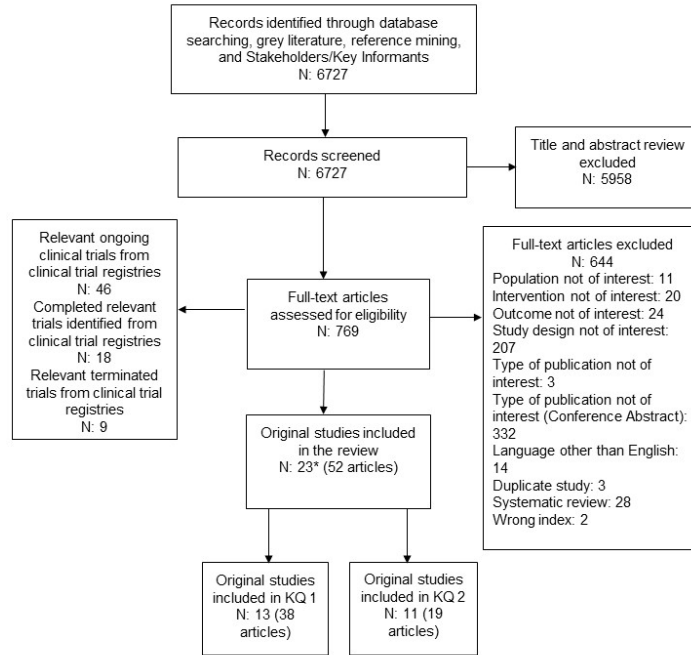 Records identified through database
searching, grey literature, reference mining,
and Stakeholders/Key Informants
N: 6727
Records screened
N: 6727
Title and abstract review
excluded
N: 5958
Relevant ongoing
clinical trials from
clinical trial registries
N: 46
Completed relevant
trials identified from
clinical trial registries
N: 18
Relevant terminated
trials from clinical trial
registries
N: 9
Full-text articles
assessed for eligibility
N: 769
Full-text articles excluded
N: 644
Population not of interest: 11
Intervention not of interest: 20
Outcome not of interest: 24
Study design not of interest:
207
Type of publication not of
interest: 3
Type of publication not of
interest (Conference Abstract):
332
Language other than English:
14
Duplicate study: 3
Systematic review: 28
Wrong index: 2
Original studies included
in the review
N: 23* (52 articles)
Original studies
included in KQ 1
N: 13 (38
articles)
Original studies
included in KQ 2
N: 11 (19
articles)